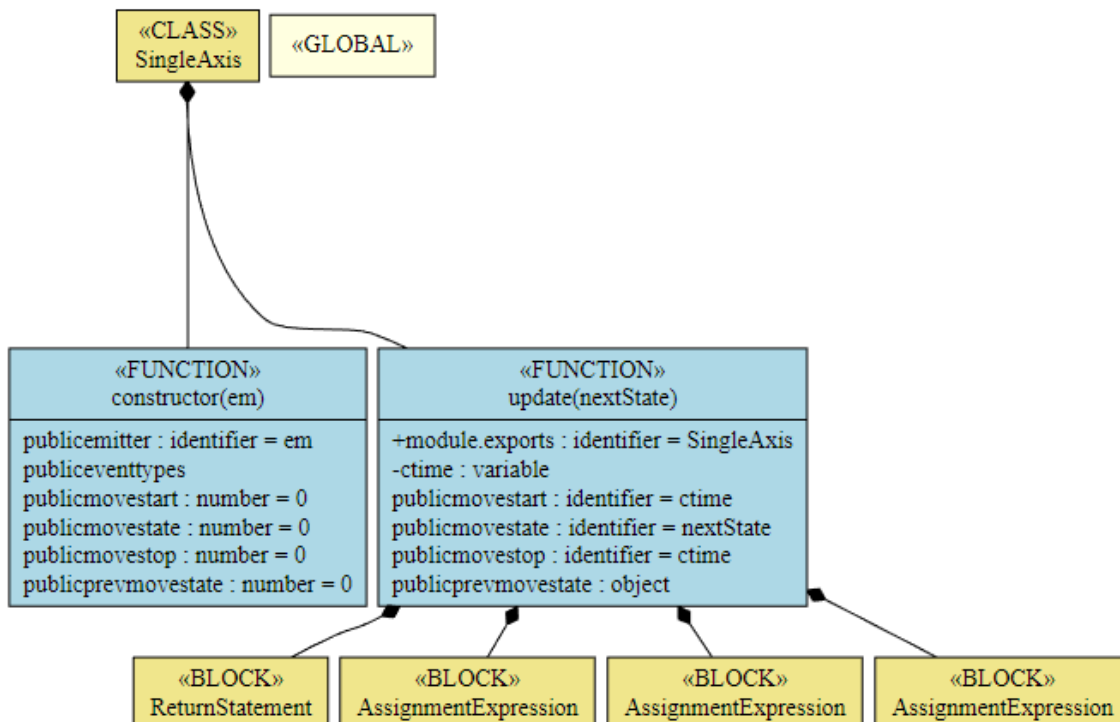 «CLASS»
SingleAxis
«GLOBAL»
«FUNCTION»
constructor(em)
publicemitter : identifier = em
publiceventtypes
publicmovestart : number = 0
publicmovestate : number = 0
publicmovestop : number = 0
publicprevmovestate : number = 0
«FUNCTION»
update(nextState)
+module.exports : identifier = SingleAxis
-ctime : variable
publicmovestart : identifier = ctime
publicmovestate : identifier = nextState
publicmovestop : identifier = ctime
publicprevmovestate : object
«BLOCK»
ReturnStatement
«BLOCK»
AssignmentExpression
«BLOCK»
AssignmentExpression
«BLOCK»
AssignmentExpression